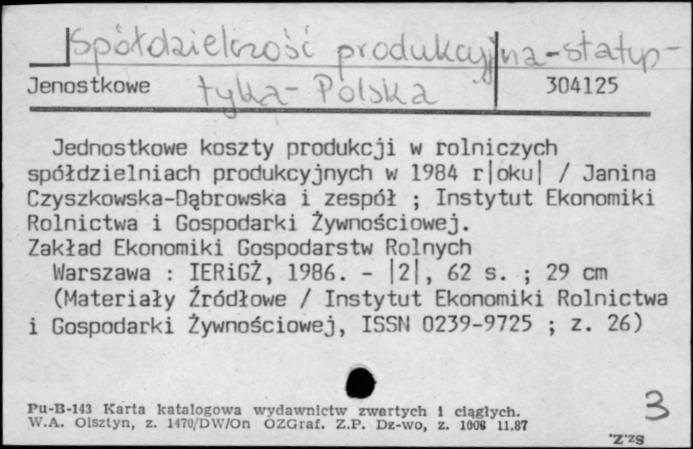 Spółdzielczość produkcyjna-statyp-
Jenostkowe tyka- Polska 304125
Jednostkowe koszty produkcji w rolniczych
spółdzielniach produkcyjnych w 1984 r|oku| / Janina
Czyszkowska-Dąbrowska i zespół ; Instytut Ekonomiki
Rolnictwa i Gospodarki Żywnościowej.
Zakład Ekonomiki Gospodarstw Rolnych
Warszawa : IERiGŻ, 1986. - |2|, 62 s. ; 29 cm
(Materiały Źródłowe / Instytut Ekonomiki Rolnictwa
i Gospodarki Żywnościowej, ISSN 0239-9725 ; z. 26)
Pu-B-143 Karta katalogowa wydawnictw zwartych i ciągłych.
W.A. Olsztyn, z. 1470/DW/On OZGraf. Z.P. Dz-wo, z. 1008 11.87
3